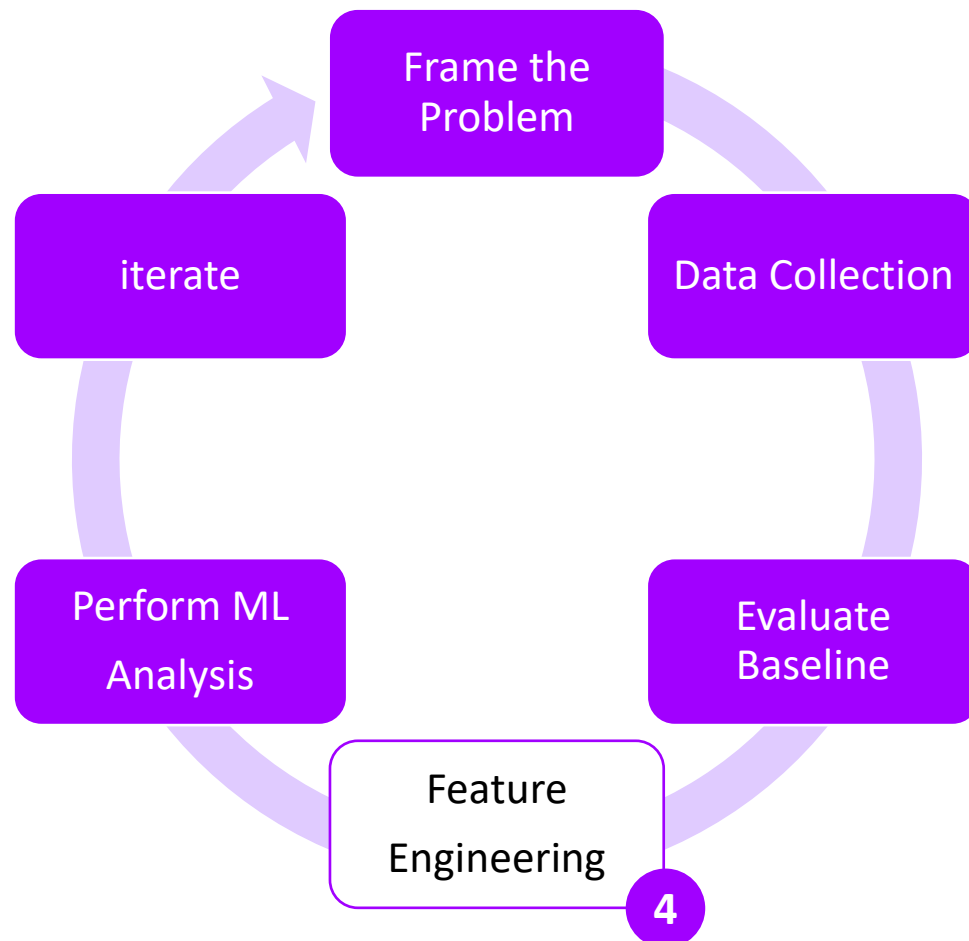 Frame the
Problem
Data Collection
Evaluate
Baseline
Feature
Engineering
4
Perform ML
Analysis
iterate